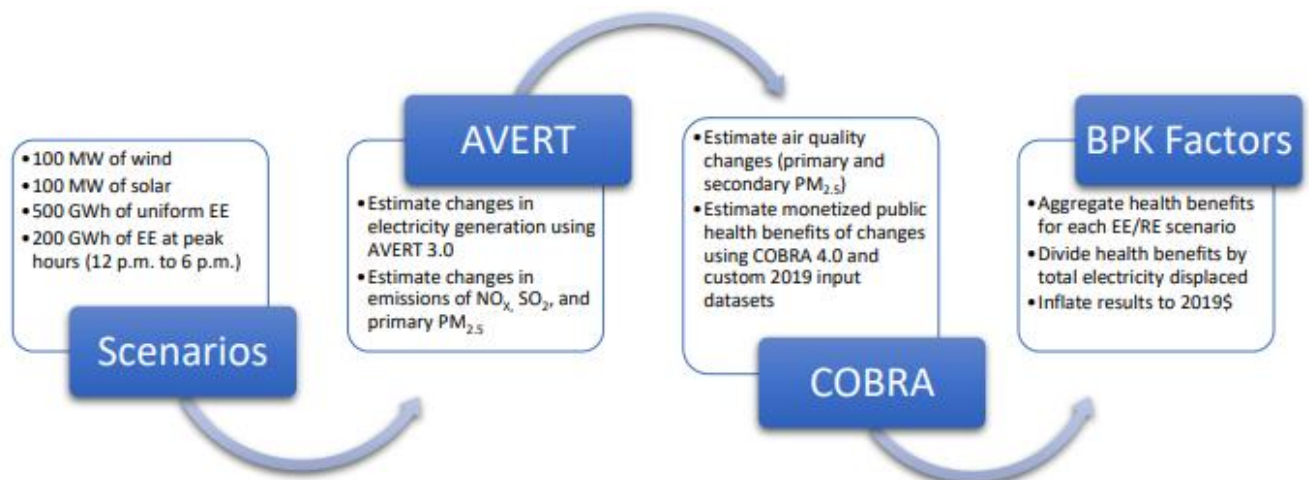 • 100 MW of wind
• 100 MW of solar
• 500 GWh of uniform EE
• 200 GWh of EE at peak
hours (12 p.m. to 6 p.m.)
Scenarios
AVERT
• Estimate changes in
electricity generation using
AVERT 3.0
• Estimate changes in
emissions of NOX, SO2, and
primary PM2.5
• Estimate air quality
changes (primary and
secondary PM2.5)
• Estimate monetized public
health benefits of changes
using COBRA 4.0 and
custom 2019 input
datasets
COBRA
BPK Factors
• Aggregate health benefits
for each EE/RE scenario
• Divide health benefits by
total electricity displaced
• Inflate results to 2019$